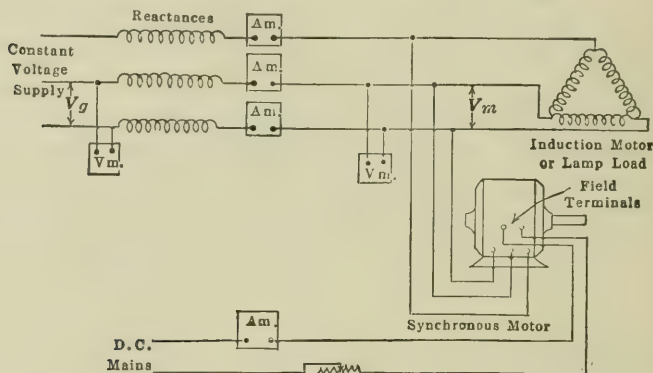 Reactances
Am.
Constant
Voltage
Supply
Vg
Am.
Am.
Vm
Vm.
Vm.
Induction Motor
or Lamp Load
Field
Terminals
Synchronous Motor
Am.
D.C.
Mains